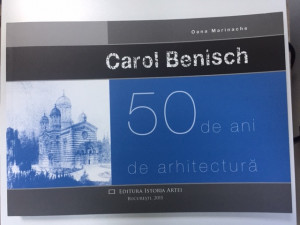 Oana Marinache
Carol Benisch
50 de ani
de arhitectură
Editura Istoria Artei
București, 2015